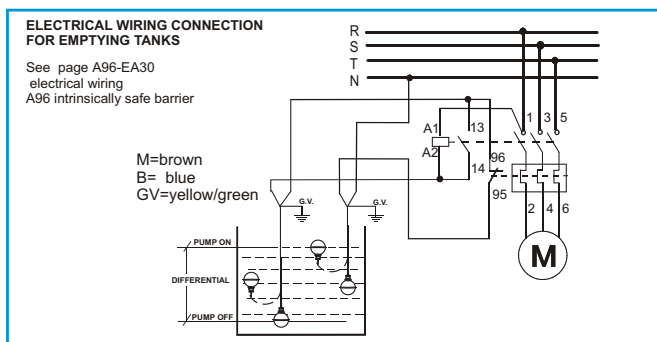 ELECTRICAL WIRING CONNECTION
FOR EMPTYING TANKS
See page A96-EA30
electrical wiring
A96 intrinsically safe barrier
R
S
T
N
1 3 5
A1 13
A2
14 96
95
M=brown
B= blue
GV=yellow/green
G.V. G.V.
2 4 6
M
PUMP ON
DIFFERENTIAL
PUMP OFF